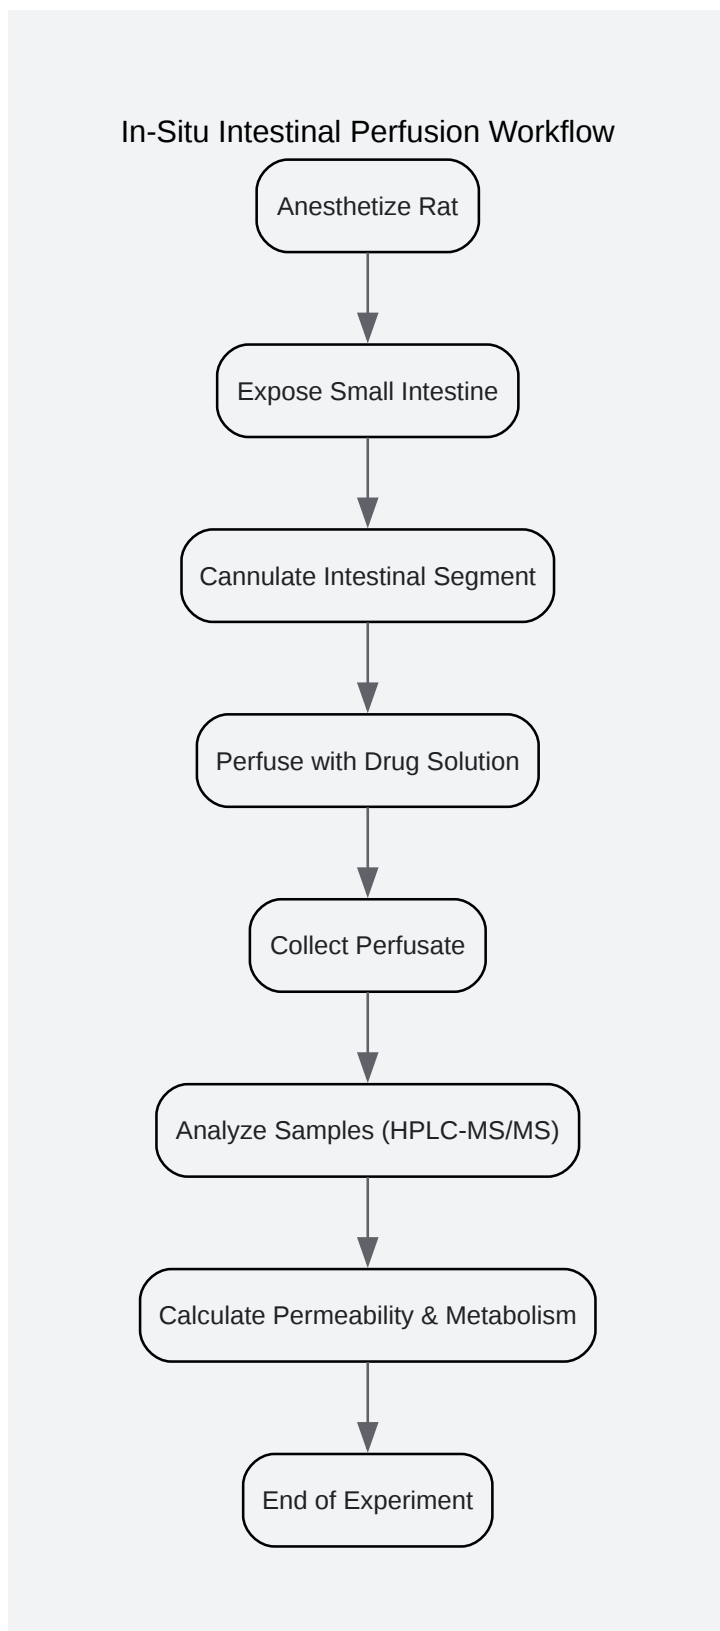 In-Situ Intestinal Perfusion Workflow
Anesthetize Rat
Expose Small Intestine
Cannulate Intestinal Segment
Perfuse with Drug Solution
Collect Perfusate
Analyze Samples (HPLC-MS/MS)
Calculate Permeability & Metabolism
End of Experiment